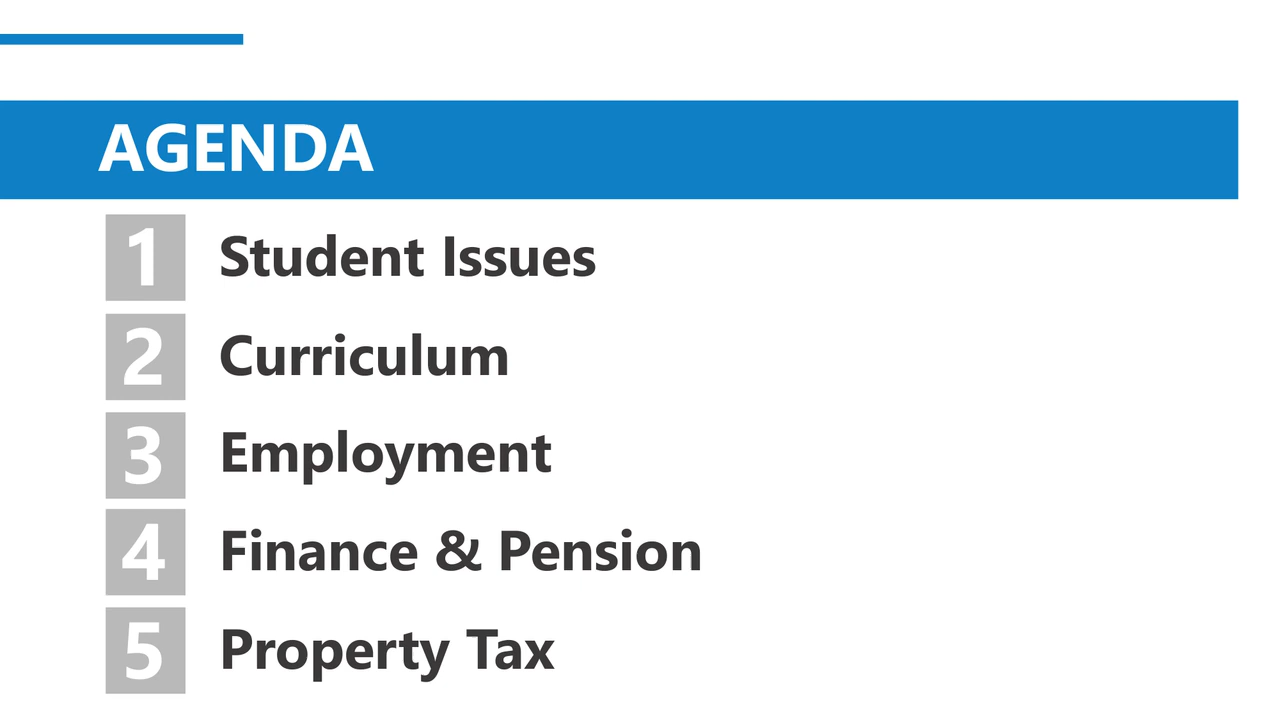 AGENDA
1 Student Issues
2 Curriculum
3 Employment
4 Finance & Pension
5 Property Tax